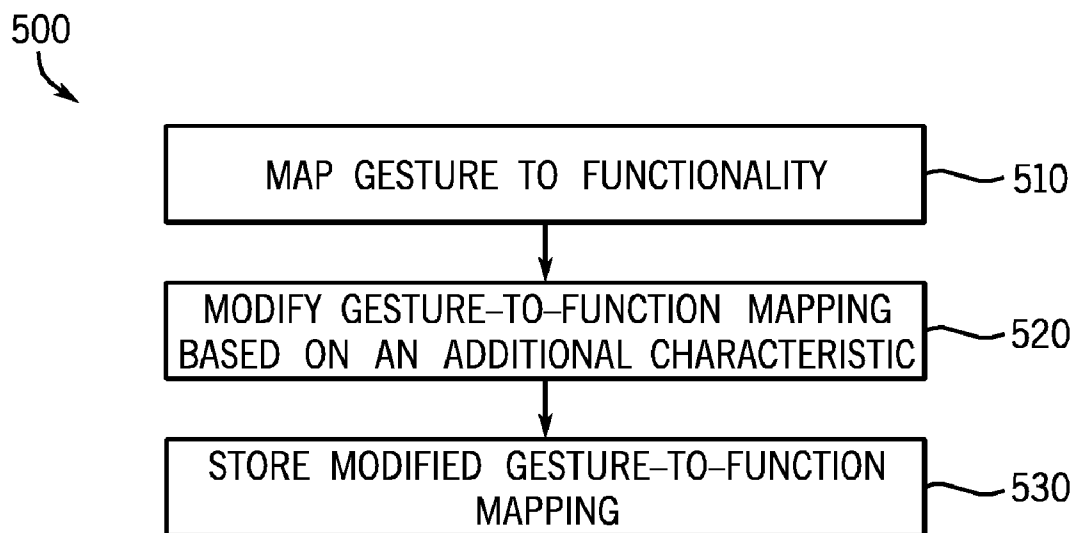 500
MAP GESTURE TO FUNCTIONALITY
510
MODIFY GESTURE–TO–FUNCTION MAPPING
BASED ON AN ADDITIONAL CHARACTERISTIC
520
STORE MODIFIED GESTURE–TO–FUNCTION
MAPPING
530